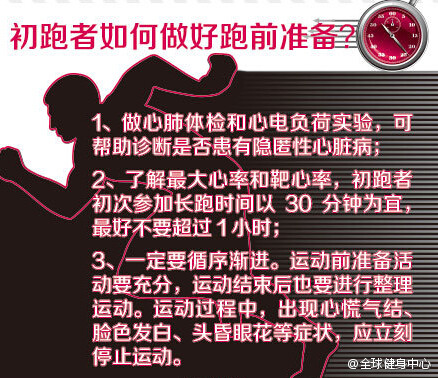 初跑者如何做好跑前准备?
1、做心肺体检和心电负荷实验，可
帮助诊断是否患有隐匿性心脏病；
2、了解最大心率和靶心率，初跑者
初次参加长跑时间以 30 分钟为宜，
最好不要超过1小时；
3、一定要循序渐进。运动前准备活
动要充分，运动结束后也要进行整理
运动。运动过程中，出现心慌气结、
脸色发白、头昏眼花等症状，应立刻
停止运动。
@全球健身中心